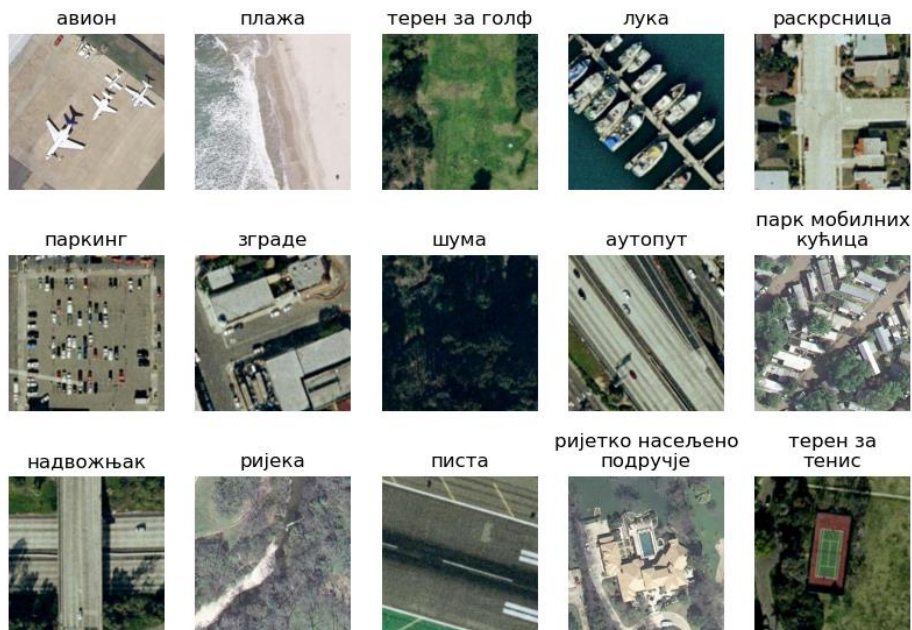 авион
плажа
терен за голф
лука
раскрсница
паркинг
зграде
шума
аутопут
парк мобилних
кућица
надвожњак
ријека
писта
ријетко насељено
подручје
терен за
тенис